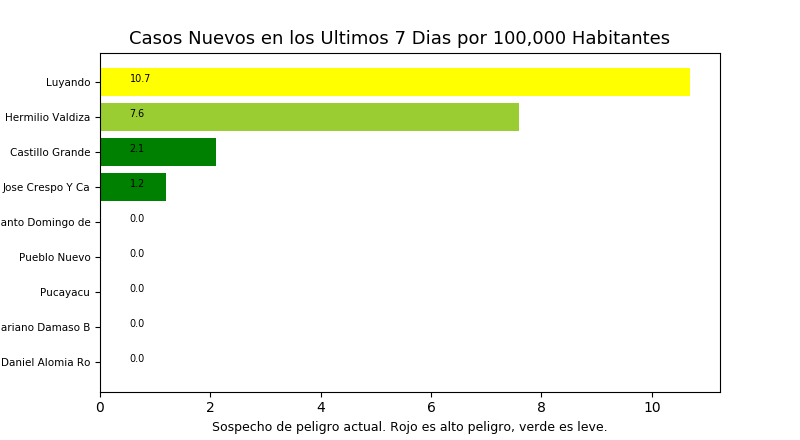 Casos Nuevos en los Ultimos 7 Dias por 100,000 Habitantes
Luyando 10.7
Hermilio Valdiza 7.6
Castillo Grande 2.1
Jose Crespo Y Ca 1.2
anto Domingo de 0.0
Pueblo Nuevo 0.0
Pucayacu 0.0
ariano Damaso B 0.0
Daniel Alomia Ro 0.0
0 2 4 6 8 10
Sospecho de peligro actual. Rojo es alto peligro, verde es leve.